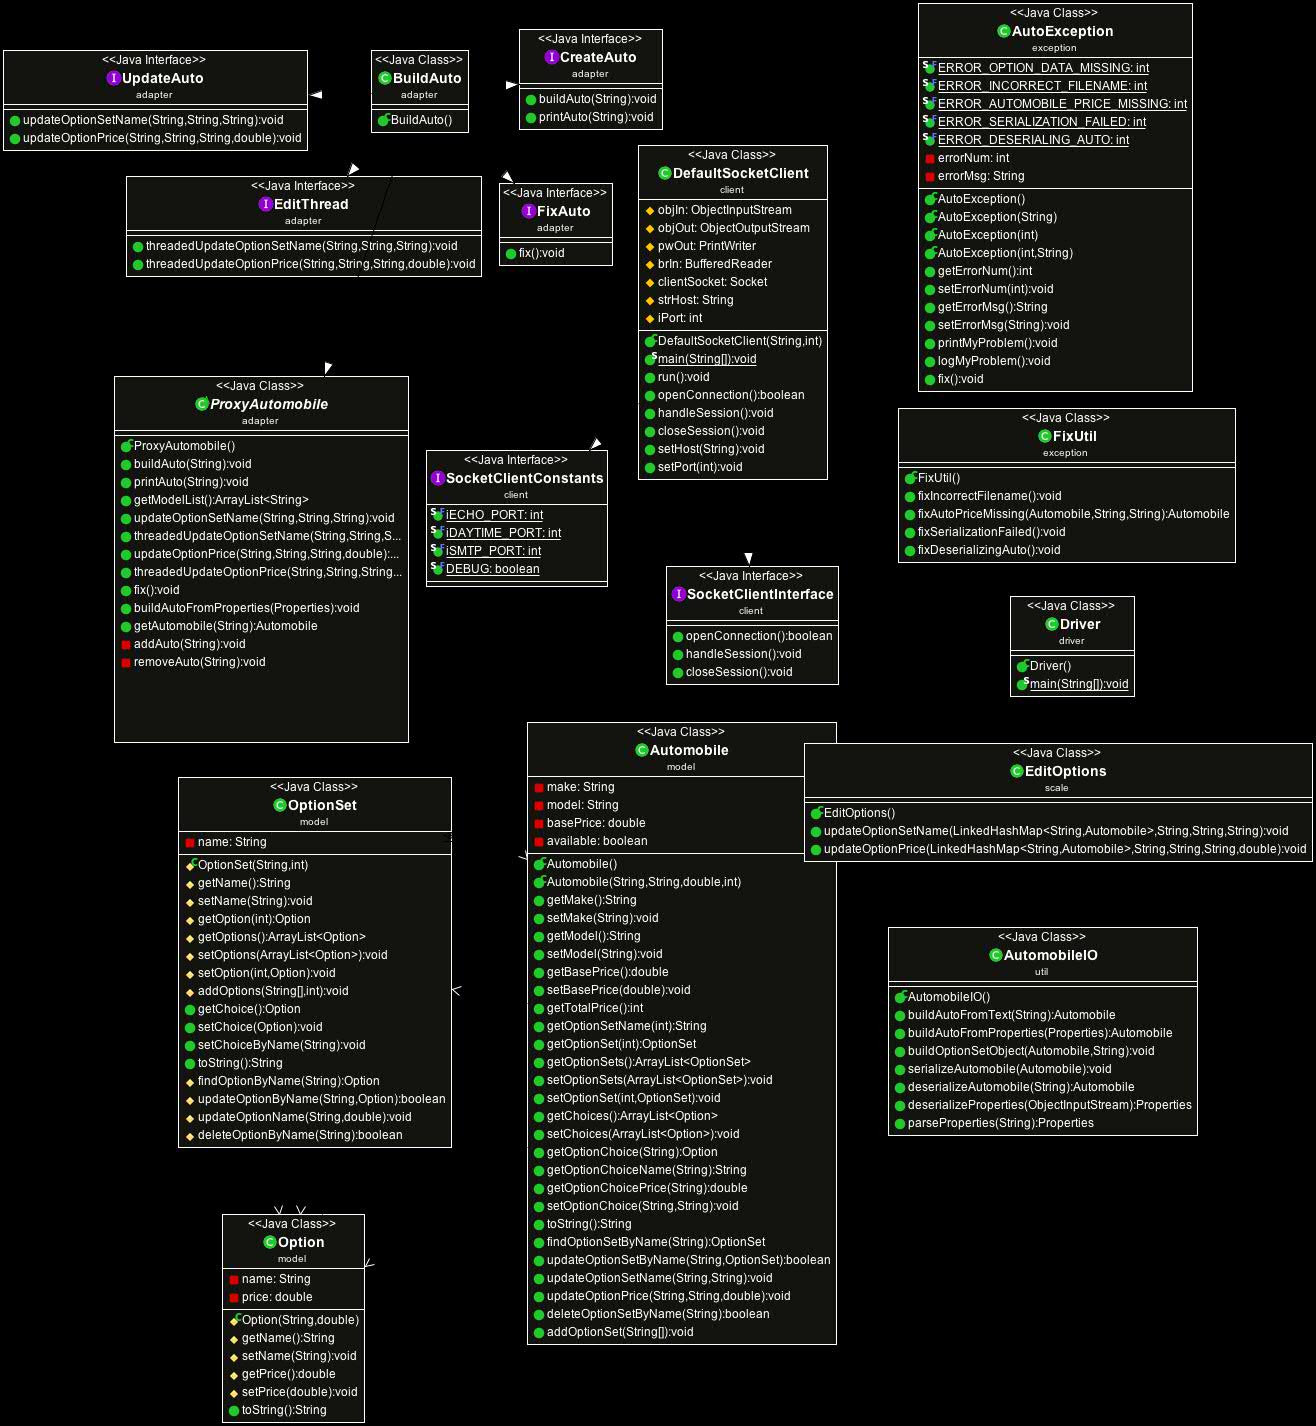 <<Java Interface>>
UpdateAuto
adapter
updateOptionSetName(String,String,String):void
updateOptionPrice(String,String,String,double):void
<<Java Class>>
BuildAuto
adapter
BuildAuto()
<<Java Interface>>
CreateAuto
adapter
buildAuto(String):void
printAuto(String):void
<<Java Class>>
AutoException
exception
ERROR_OPTION_DATA_MISSING: int
ERROR_INCORRECT_FILENAME: int
ERROR_AUTOMOBILE_PRICE_MISSING: int
ERROR_SERIALIZATION_FAILED: int
ERROR_DESERIALING_AUTO: int
errorNum: int
errorMsg: String
AutoException()
AutoException(String)
AutoException(int)
AutoException(int,String)
getErrorNum():int
setErrorNum(int):void
getErrorMsg():String
setErrorMsg(String):void
printMyProblem():void
logMyProblem():void
fix():void
<<Java Interface>>
EditThread
adapter
threadedUpdateOptionSetName(String,String,String):void
threadedUpdateOptionPrice(String,String,String,double):void
<<Java Interface>>
FixAuto
adapter
fix():void
<<Java Class>>
DefaultSocketClient
client
objIn: ObjectInputStream
objOut: ObjectOutputStream
pwOut: PrintWriter
brIn: BufferedReader
clientSocket: Socket
strHost: String
iPort: int
DefaultSocketClient(String,int)
main(String[]):void
run():void
openConnection():boolean
handleSession():void
closeSession():void
setHost(String):void
setPort(int):void
<<Java Class>>
ProxyAutomobile
adapter
ProxyAutomobile()
buildAuto(String):void
printAuto(String):void
getModelList():ArrayList<String>
updateOptionSetName(String,String,String):void
threadedUpdateOptionSetName(String,String,S...
updateOptionPrice(String,String,String,double):...
threadedUpdateOptionPrice(String,String,String...
fix():void
buildAutoFromProperties(Properties):void
getAutomobile(String):Automobile
addAuto(String):void
removeAuto(String):void
<<Java Interface>>
SocketClientConstants
client
iECHO_PORT: int
iDAYTIME_PORT: int
iSMTP_PORT: int
DEBUG: boolean
<<Java Class>>
FixUtil
exception
FixUtil()
fixIncorrectFilename():void
fixAutoPriceMissing(Automobile,String,String):Automobile
fixSerializationFailed():void
fixDeserializingAuto():void
<<Java Interface>>
SocketClientInterface
client
openConnection():boolean
handleSession():void
closeSession():void
<<Java Class>>
Driver
driver
Driver()
main(String[]):void
<<Java Class>>
OptionSet
model
name: String
OptionSet(String,int)
getName():String
setName(String):void
getOption(int):Option
getOptions():ArrayList<Option>
setOptions(ArrayList<Option>):void
setOption(int,Option):void
addOptions(String[],int):void
getChoice():Option
setChoice(Option):void
setChoiceByName(String):void
toString():String
findOptionByName(String):Option
updateOptionByName(String,Option):boolean
updateOptionName(String,double):void
deleteOptionByName(String):boolean
<<Java Class>>
Automobile
model
make: String
model: String
basePrice: double
available: boolean
Automobile()
Automobile(String,String,double,int)
getMake():String
setMake(String):void
getModel():String
setModel(String):void
getBasePrice():double
setBasePrice(double):void
getTotalPrice():int
getOptionSetName(int):String
getOptionSet(int):OptionSet
getOptionSets():ArrayList<OptionSet>
setOptionSets(ArrayList<OptionSet>):void
setOptionSet(int,OptionSet):void
getChoices():ArrayList<Option>
setChoices(ArrayList<Option>):void
getOptionChoice(String):Option
getOptionChoiceName(String):String
getOptionChoicePrice(String):double
setOptionChoice(String,String):void
toString():String
findOptionSetByName(String):OptionSet
updateOptionSetByName(String,OptionSet):boolean
updateOptionSetName(String,String):void
updateOptionPrice(String,String,double):void
deleteOptionSetByName(String):boolean
addOptionSet(String[]):void
<<Java Class>>
EditOptions
scale
EditOptions()
updateOptionSetName(LinkedHashMap<String,Automobile>,String,String,String):void
updateOptionPrice(LinkedHashMap<String,Automobile>,String,String,String,double):void
<<Java Class>>
AutomobileIO
util
AutomobileIO()
buildAutoFromText(String):Automobile
buildAutoFromProperties(Properties):Automobile
buildOptionSetObject(Automobile,String):void
serializeAutomobile(Automobile):void
deserializeAutomobile(String):Automobile
deserializeProperties(ObjectInputStream):Properties
parseProperties(String):Properties
<<Java Class>>
Option
model
name: String
price: double
Option(String,double)
getName():String
setName(String):void
getPrice():double
setPrice(double):void
toString():String